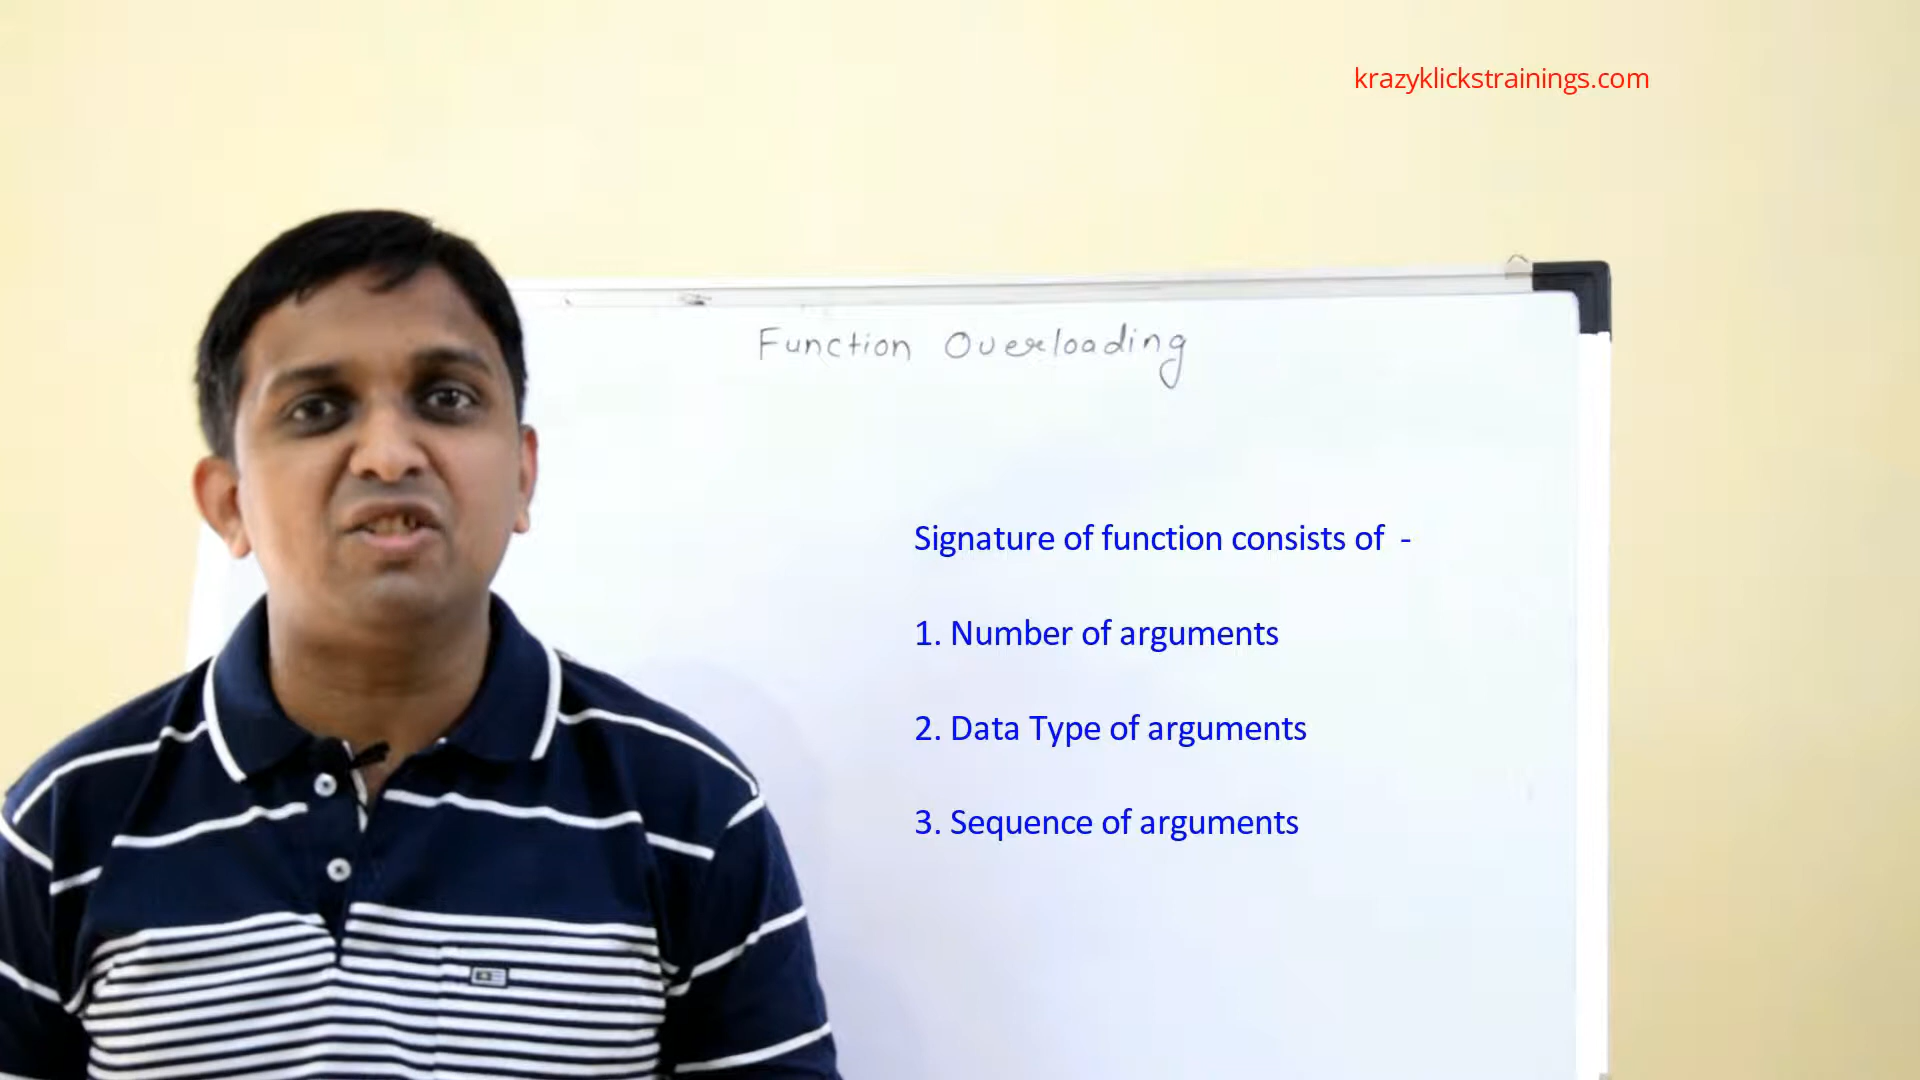 krazyklickstrainings.com
Function Overloading
Signature of function consists of -
1. Number of arguments
2. Data Type of arguments
3. Sequence of arguments